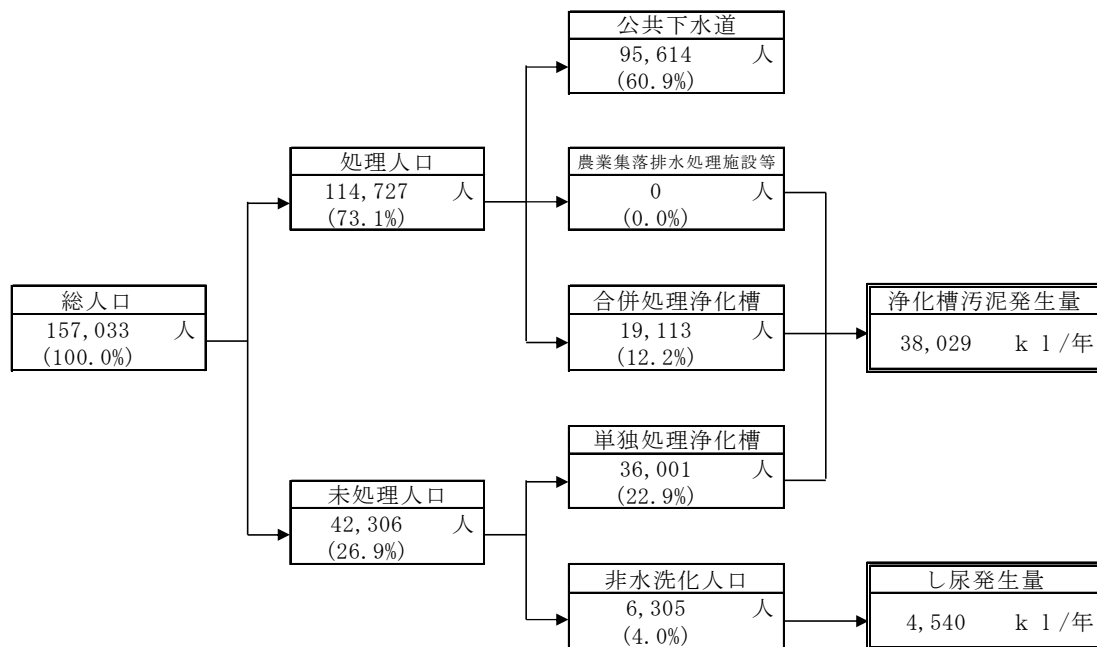 公共下水道
95,614 人
(60.9%)
処理人口
114,727 人
(73.1%)
農業集落排水処理施設等
0 人
(0.0%)
総人口
157,033 人
(100.0%)
合併処理浄化槽
19,113 人
(12.2%)
浄化槽汚泥発生量
38,029 ｋｌ/年
未処理人口
42,306 人
(26.9%)
単独処理浄化槽
36,001 人
(22.9%)
非水洗化人口
6,305 人
(4.0%)
し尿発生量
4,540 ｋｌ/年